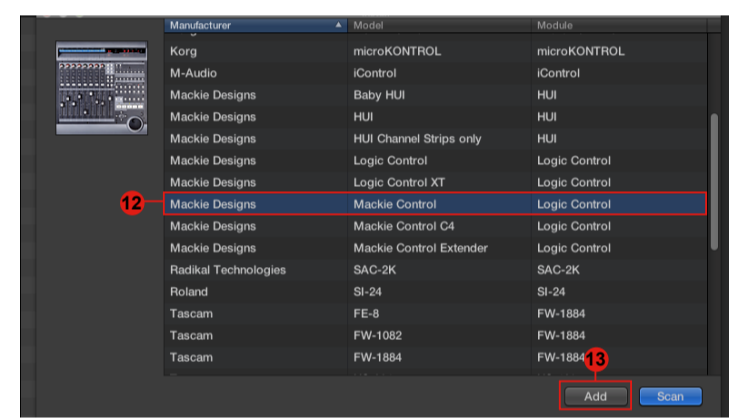 Manufacturer Model Module
Korg microKONTROL microKONTROL
M-Audio iControl iControl
Mackie Designs Baby HUI HUI
Mackie Designs HUI HUI
Mackie Designs HUI Channel Strips only HUI
Mackie Designs Logic Control Logic Control
Mackie Designs Logic Control XT Logic Control
12 Mackie Designs Mackie Control Logic Control
Mackie Designs Mackie Control C4 Logic Control
Mackie Designs Mackie Control Extender Logic Control
Radikal Technologies SAC-2K SAC-2K
Roland SI-24 SI-24
Tascam FE-8 FW-1884
Tascam FW-1082 FW-1884
Tascam FW-1884 FW-1884
13
Add Scan